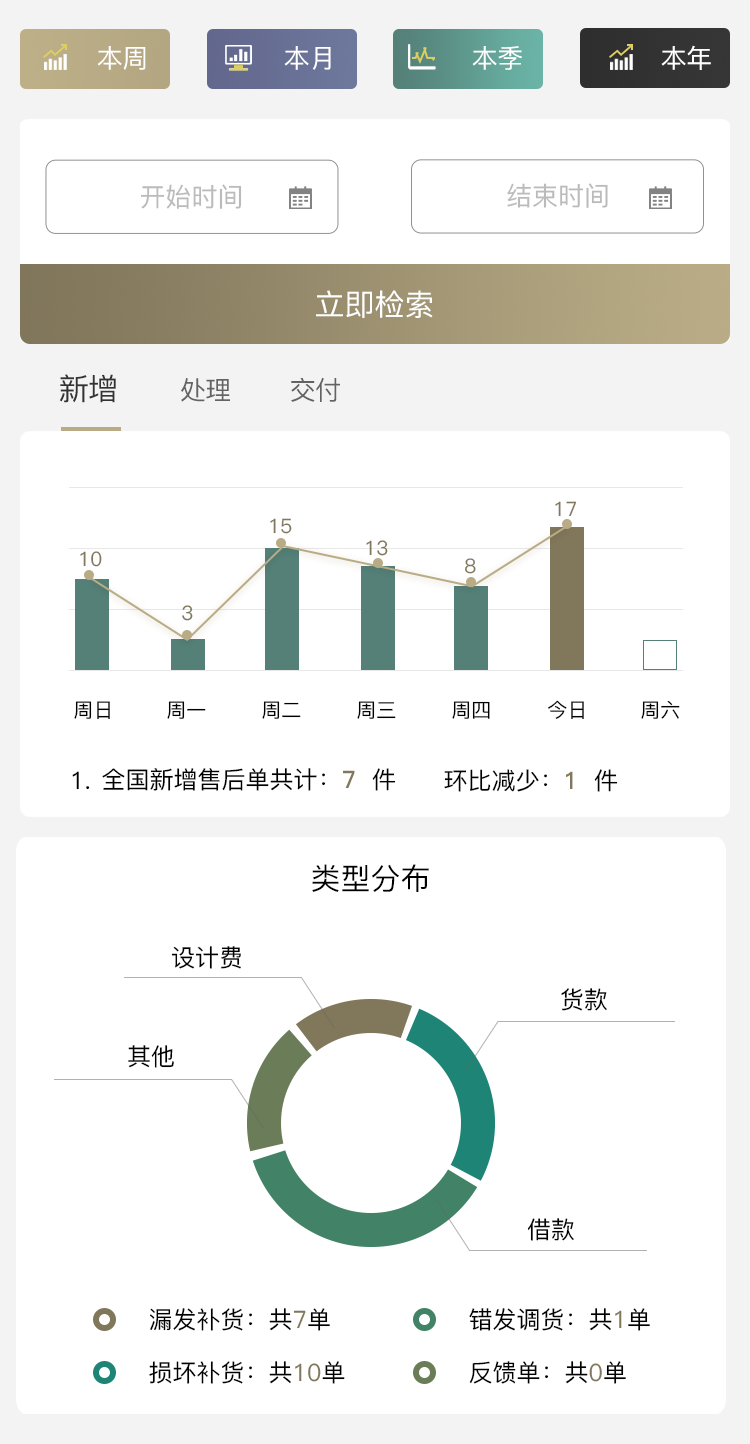 本周 本月 本季 本年
开始时间 结束时间
立即检索
新增 处理 交付
10 3 15 13 8 17
周日 周一 周二 周三 周四 今日 周六
1. 全国新增售后单共计：7 件 环比减少：1 件
类型分布
设计费
货款
其他
借款
漏发补货：共7单 错发调货：共1单
损坏补货：共10单 反馈单：共0单